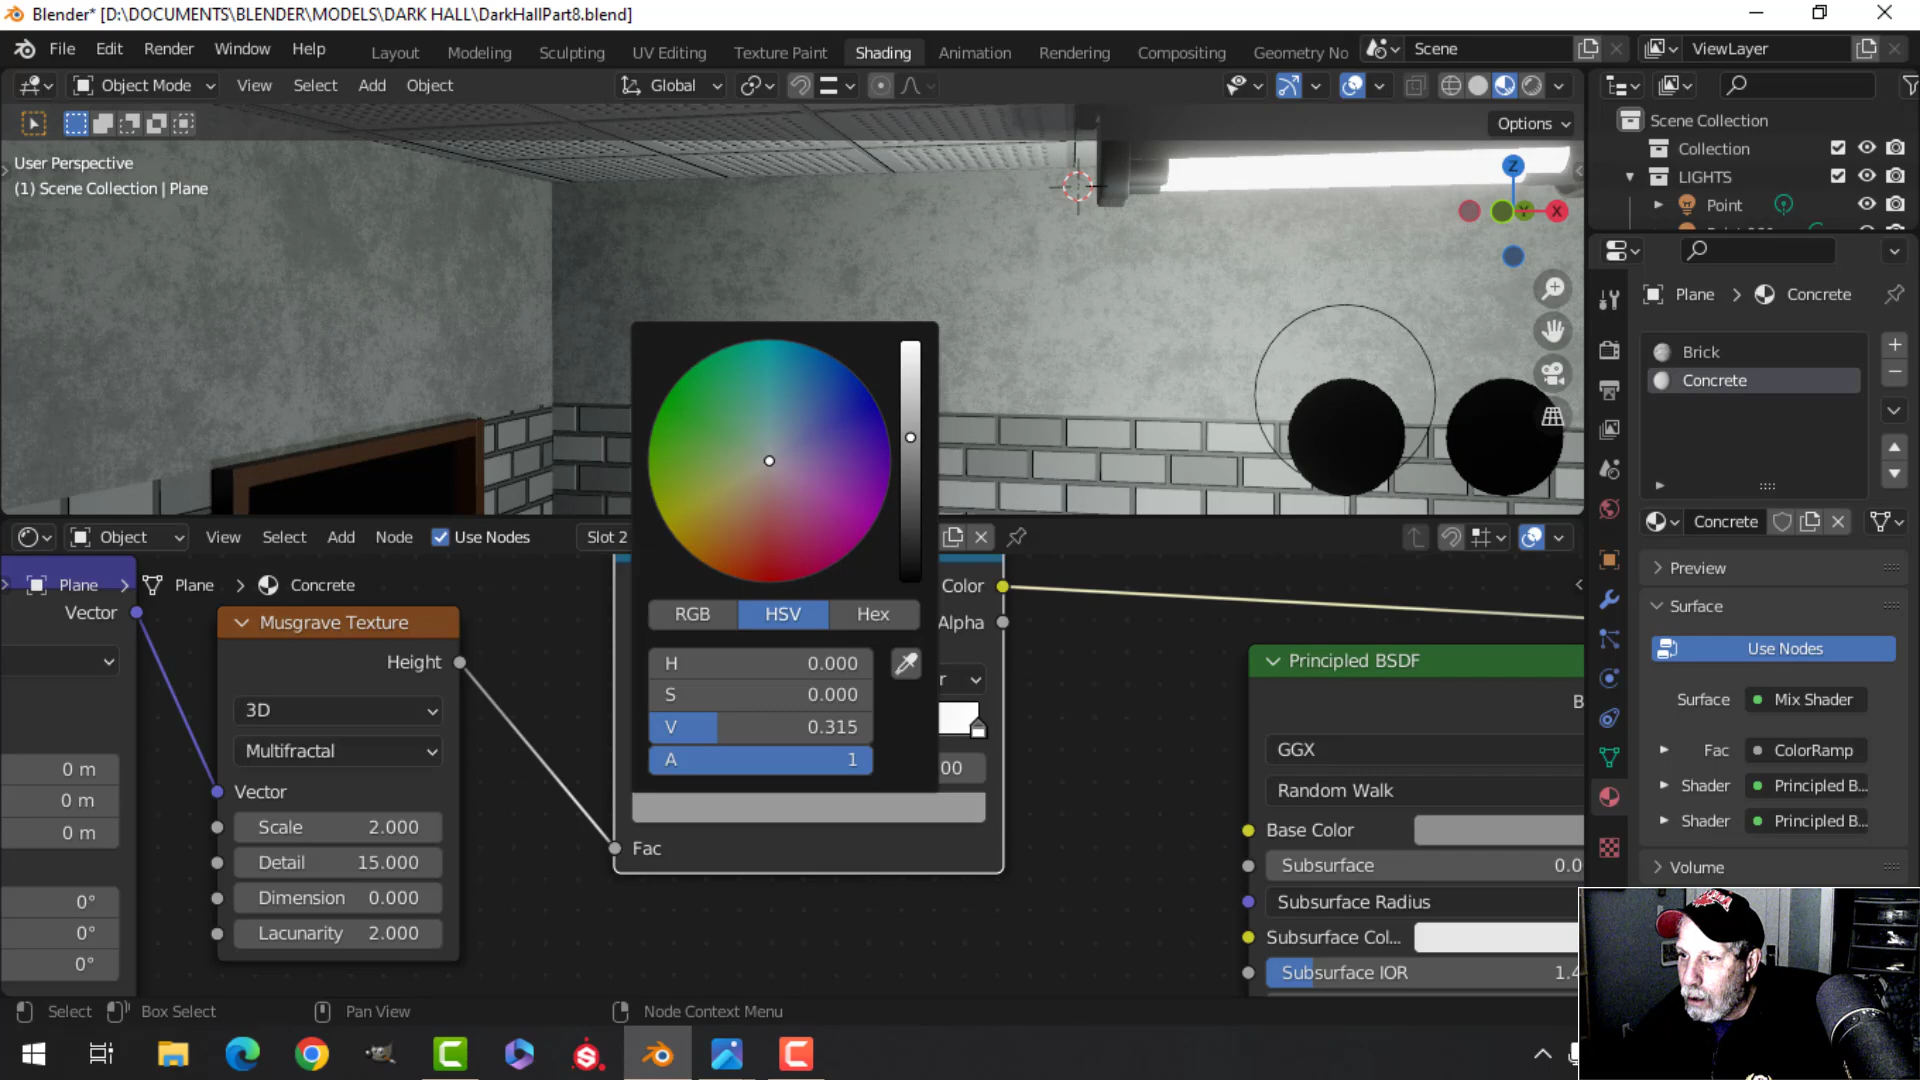 Blender* [D:\DOCUMENTS\BLENDER\MODELS\DARK HALL\DarkHallPart8.blend]
File Edit Render Window Help Layout Modeling Sculpting UV Editing Texture Paint Shading Animation Rendering Compositing Geometry No Scene ViewLayer
Object Mode View Select Add Object Global
Options
User Perspective
(1) Scene Collection | Plane
Z
Y
X
Scene Collection
Collection
LIGHTS
Point
Plane > Concrete
Brick
Concrete
Concrete
Preview
Surface
Use Nodes
Surface Mix Shader
Fac ColorRamp
Shader Principled B...
Shader Principled B...
Volume
Object View Select Add Node Use Nodes Slot 2
Plane > Plane > Concrete
Vector
0 m
0 m
0 m
0°
0°
0°
Musgrave Texture
Height
3D
Multifractal
Vector
Scale 2.000
Detail 15.000
Dimension 0.000
Lacunarity 2.000
RGB HSV Hex
H 0.000
S 0.000
V 0.315
A 1
Color
Alpha
r
00
Fac
Principled BSDF
B
GGX
Random Walk
Base Color
Subsurface 0.0
Subsurface Radius
Subsurface Col...
Subsurface IOR 1.4
Select Box Select Pan View Node Context Menu